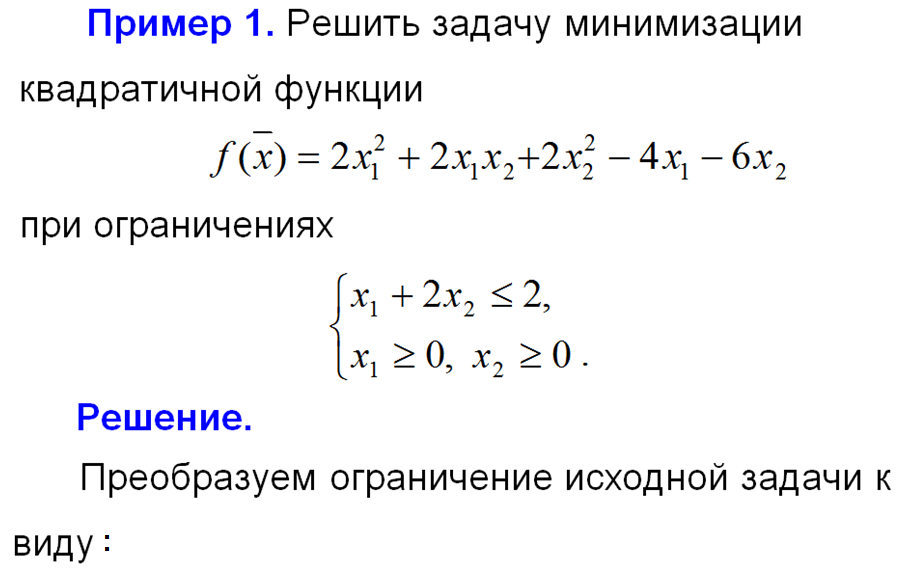 Пример 1. Решить задачу минимизации
квадратичной функции
f(x̅) = 2x₁² + 2x₁x₂+2x₂² − 4x₁ − 6x₂
при ограничениях
x₁ + 2x₂ ≤ 2,
x₁ ≥ 0, x₂ ≥ 0 .
Решение.
Преобразуем ограничение исходной задачи к
виду :